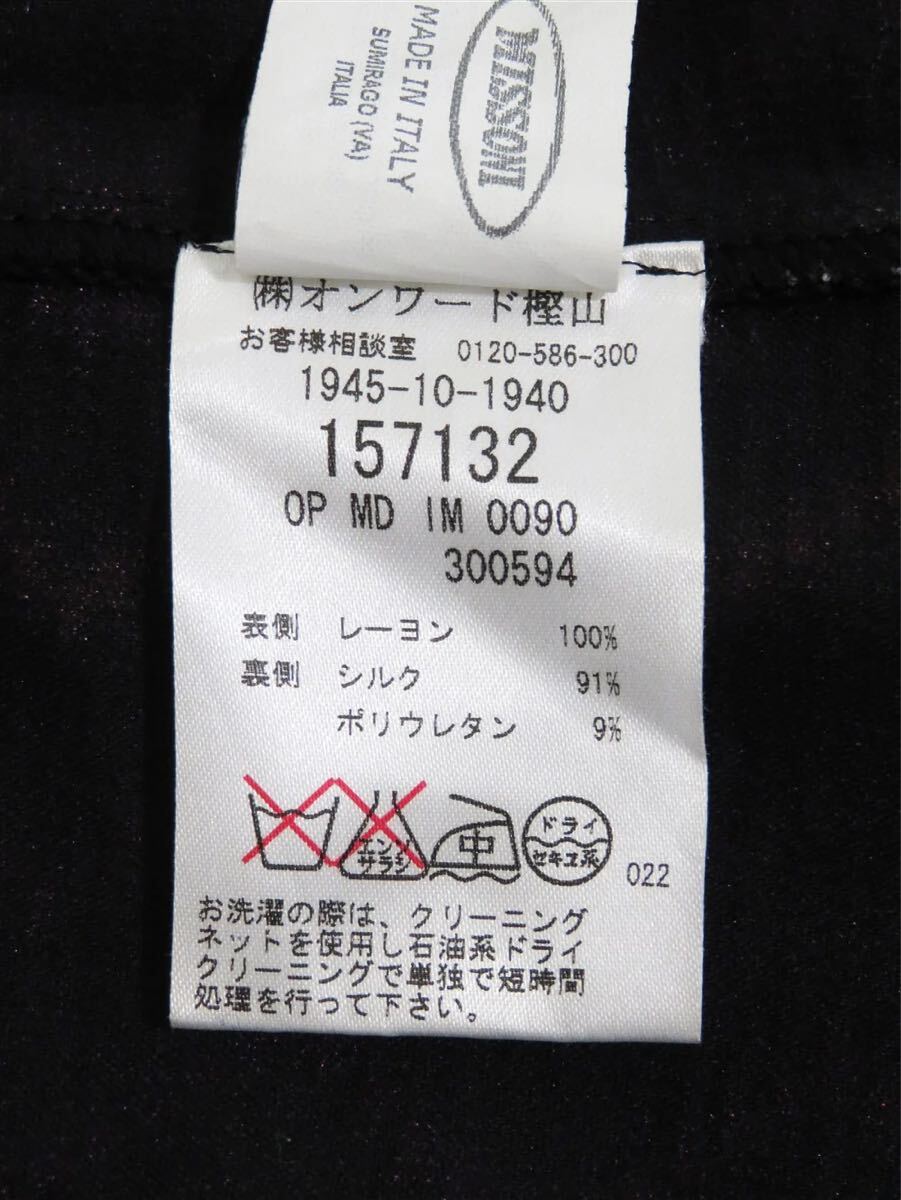 MISSONI
MADE IN ITALY
SUMIRAGO (VA)
ITALIA
㈱オンワード樫山
お客様相談室 0120-586-300
1945-10-1940
157132
OP MD IM 0090
300594
表側 レーヨン 100%
裏側 シルク 91%
ポリウレタン 9%
エンソ
サラシ
中
ドライ
セキユ系
022
お洗濯の際は、クリーニング
ネットを使用し石油系ドライ
クリーニングで単独で短時間
処理を行って下さい。